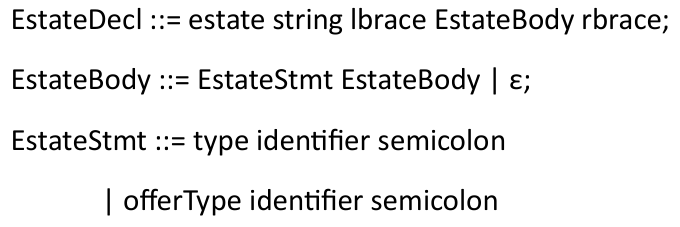 EstateDecl ::= estate string lbrace EstateBody rbrace;
EstateBody ::= EstateStmt EstateBody | ε;
EstateStmt ::= type identifier semicolon
| offerType identifier semicolon